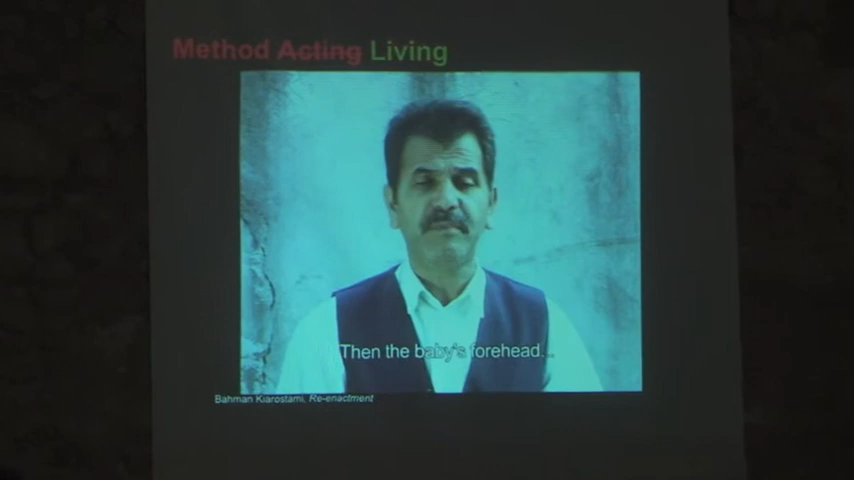 Method Acting Living
Then the baby's forehead...
Bahman Kiarostami, Re-enactment